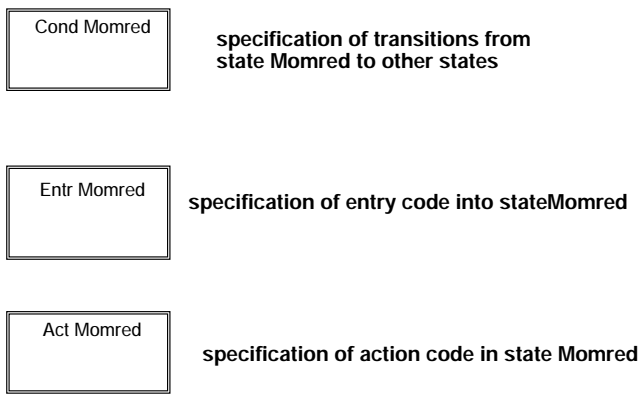 Cond Momred
specification of transitions from
state Momred to other states
Entr Momred
specification of entry code into stateMomred
Act Momred
specification of action code in state Momred